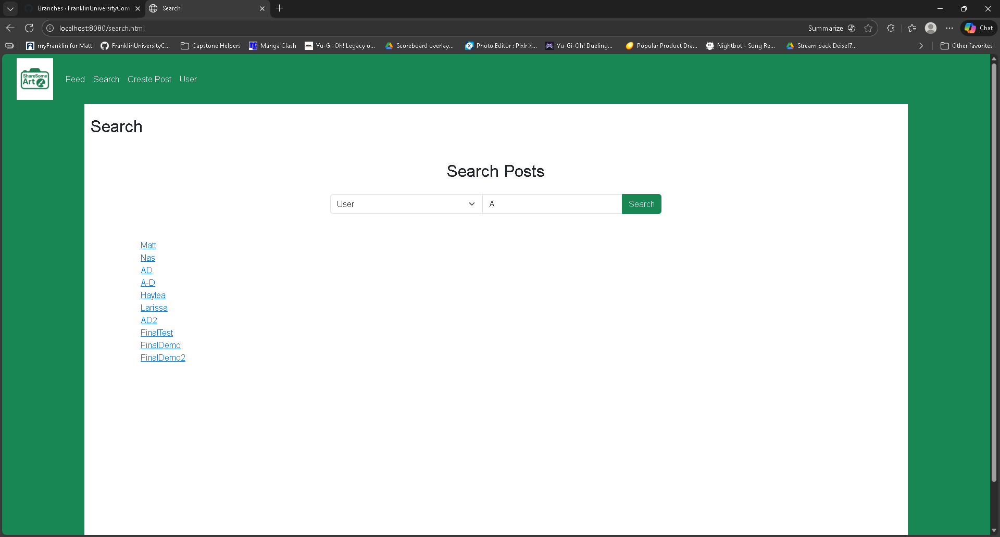 Branches · FranklinUniversityCom
Search
localhost:8080/search.html
Summarize
Chat
myFranklin for Matt
FranklinUniversityC...
Capstone Helpers
Manga Clash
Yu-Gi-Oh! Legacy o...
Scoreboard overlay...
Photo Editor : Pixlr X...
Yu-Gi-Oh! Dueling...
Popular Product Dra...
Nightbot - Song Re...
Stream pack Deisel7...
Other favorites
ShareSome
Art
Feed
Search
Create Post
User
Search
Search Posts
User
A
Search
Matt
Nas
AD
A-D
Haylea
Larissa
AD2
FinalTest
FinalDemo
FinalDemo2